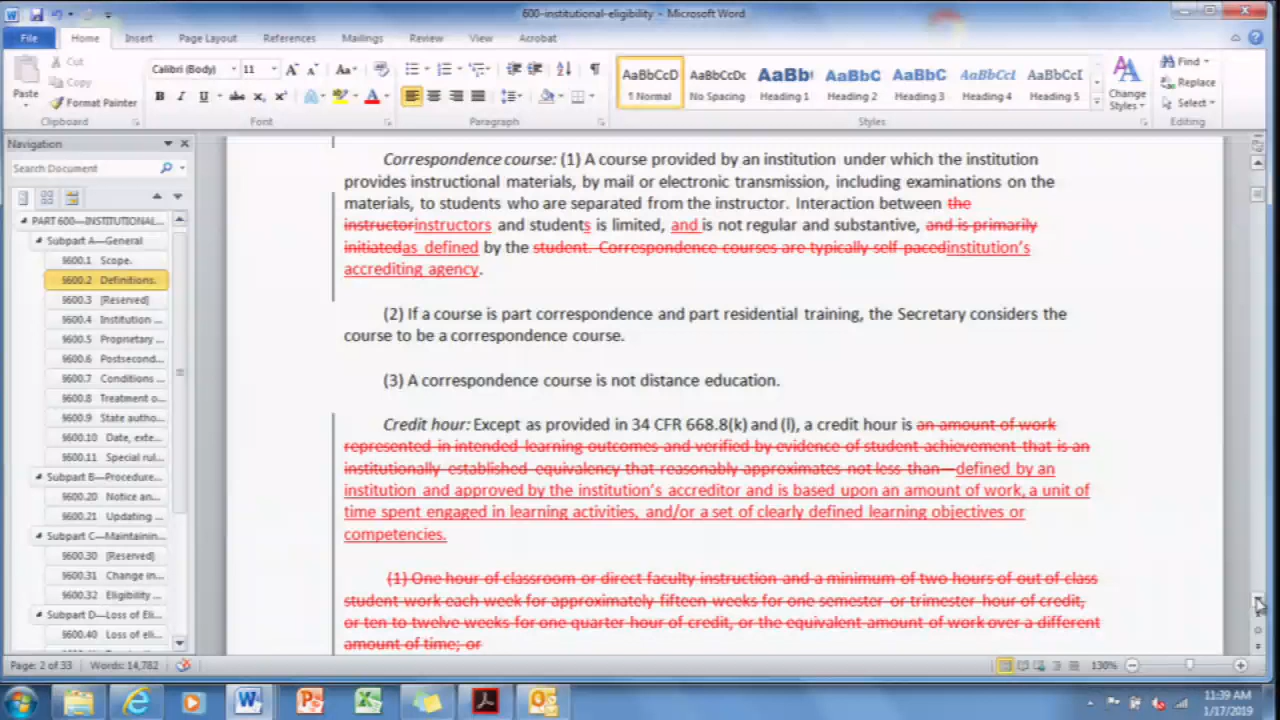 600-institutional-eligibility - Microsoft Word
File Home Insert Page Layout References Mailings Review View Acrobat
Cut
Copy
Format Painter
Paste
Calibri (Body) 11
AaBbCcD AaBbCcDc AaBbC AaBbCc AaBbC AaBbCcI AaBbCcI
¶ Normal No Spacing Heading 1 Heading 2 Heading 3 Heading 4 Heading 5
Change Styles
Find
Replace
Select
Clipboard Font Paragraph Styles Editing
Navigation
Search Document
PART 600—INSTITUTIONAL...
Subpart A—General
§600.1 Scope.
§600.2 Definitions.
§600.3 [Reserved]
§600.4 Institution ...
§600.5 Proprietary ...
§600.6 Postsecond...
§600.7 Conditions ...
§600.8 Treatment o...
§600.9 State autho...
§600.10 Date, exte...
§600.11 Special rul...
Subpart B—Procedure...
§600.20 Notice an...
§600.21 Updating ...
Subpart C—Maintainin...
§600.30 [Reserved]
§600.31 Change in...
§600.32 Eligibility ...
Subpart D—Loss of Eli...
§600.40 Loss of eli...
Correspondence course: (1) A course provided by an institution under which the institution
provides instructional materials, by mail or electronic transmission, including examinations on the
materials, to students who are separated from the instructor. Interaction between the
instructorinstructors and students is limited, and is not regular and substantive, and is primarily
initiatedas defined by the student. Correspondence courses are typically self-pacedinstitution's
accrediting agency.
(2) If a course is part correspondence and part residential training, the Secretary considers the
course to be a correspondence course.
(3) A correspondence course is not distance education.
Credit hour: Except as provided in 34 CFR 668.8(k) and (l), a credit hour is an amount of work
represented in intended learning outcomes and verified by evidence of student achievement that is an
institutionally established equivalency that reasonably approximates not less than—defined by an
institution and approved by the institution's accreditor and is based upon an amount of work, a unit of
time spent engaged in learning activities, and/or a set of clearly defined learning objectives or
competencies.
(1) One hour of classroom or direct faculty instruction and a minimum of two hours of out of class
student work each week for approximately fifteen weeks for one semester or trimester hour of credit,
or ten to twelve weeks for one quarter hour of credit, or the equivalent amount of work over a different
amount of time; or
Page: 2 of 33 Words: 14,782 130%
11:39 AM
1/17/2019